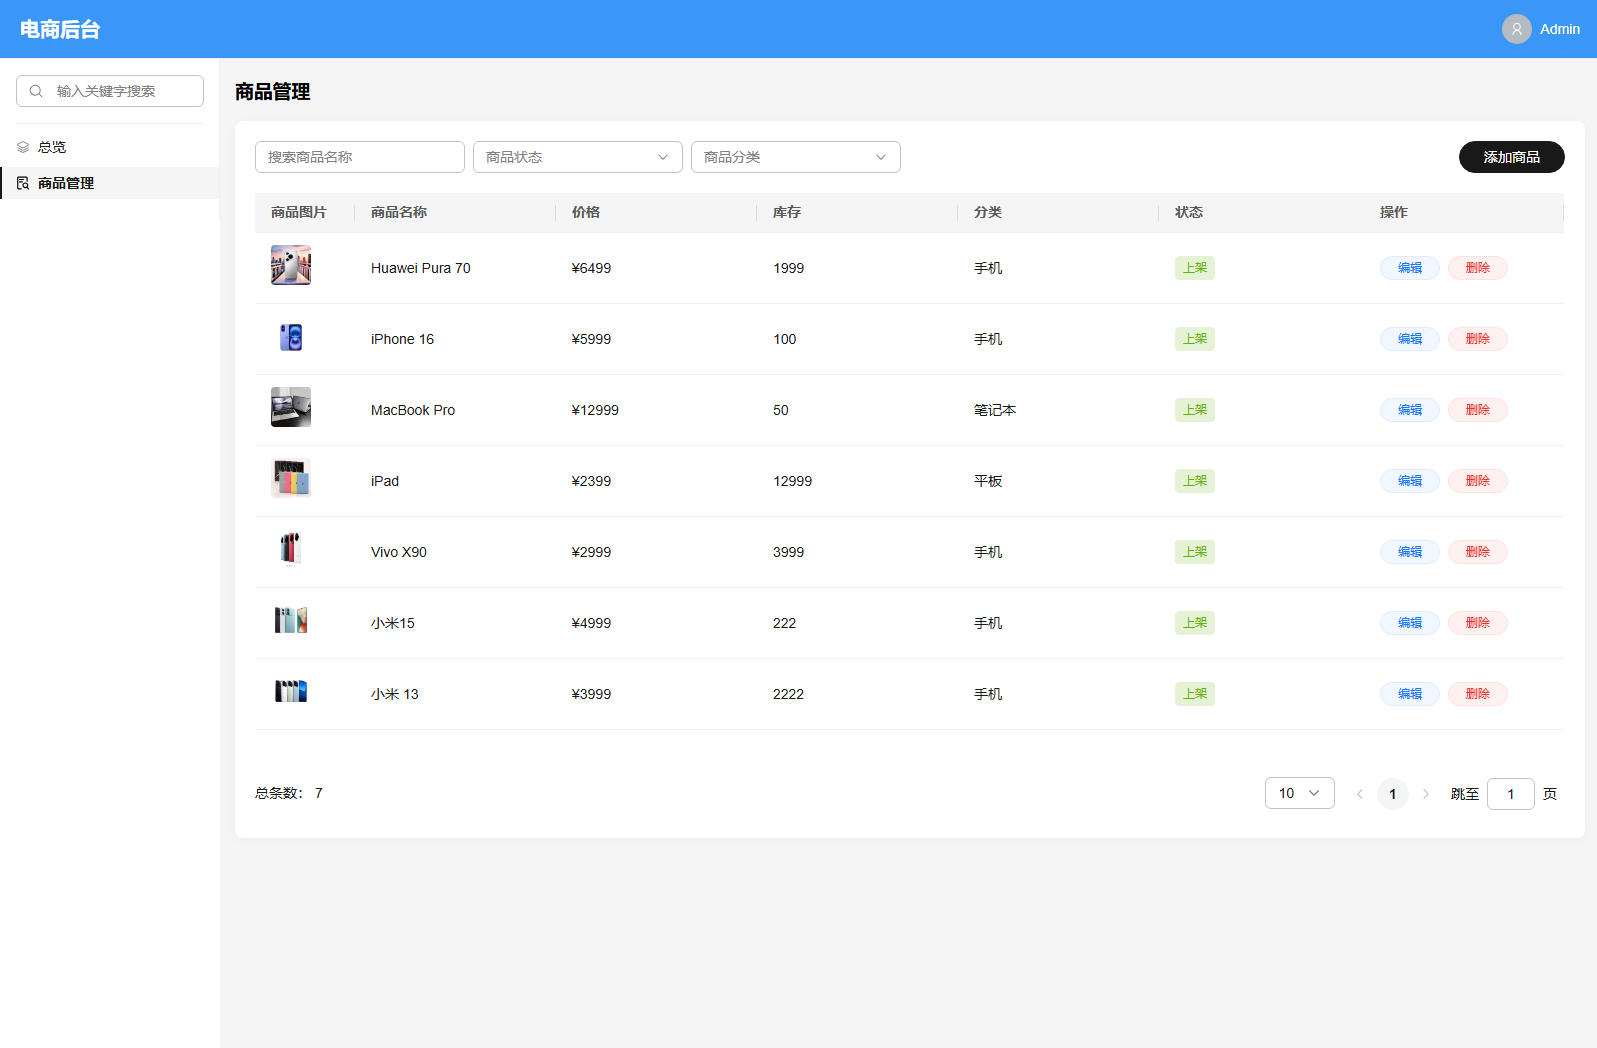 电商后台
Admin
输入关键字搜索
总览
商品管理
商品管理
搜索商品名称 商品状态 商品分类 添加商品
商品图片 商品名称 价格 库存 分类 状态 操作
Huawei Pura 70 ¥6499 1999 手机 上架 编辑 删除
iPhone 16 ¥5999 100 手机 上架 编辑 删除
MacBook Pro ¥12999 50 笔记本 上架 编辑 删除
iPad ¥2399 12999 平板 上架 编辑 删除
Vivo X90 ¥2999 3999 手机 上架 编辑 删除
小米15 ¥4999 222 手机 上架 编辑 删除
小米 13 ¥3999 2222 手机 上架 编辑 删除
总条数： 7 10 1 跳至 1 页